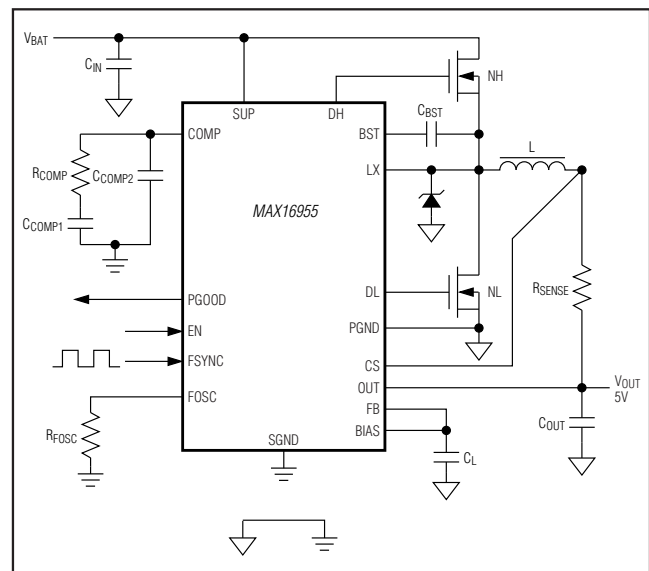 VBAT
CIN
SUP
DH
NH
COMP
BST
CBST
LX
L
RCOMP
CCOMP2
CCOMP1
MAX16955
DL
NL
RSENSE
PGOOD
PGND
EN
CS
FSYNC
OUT
VOUT
5V
FOSC
FB
BIAS
COUT
RFOSC
SGND
CL